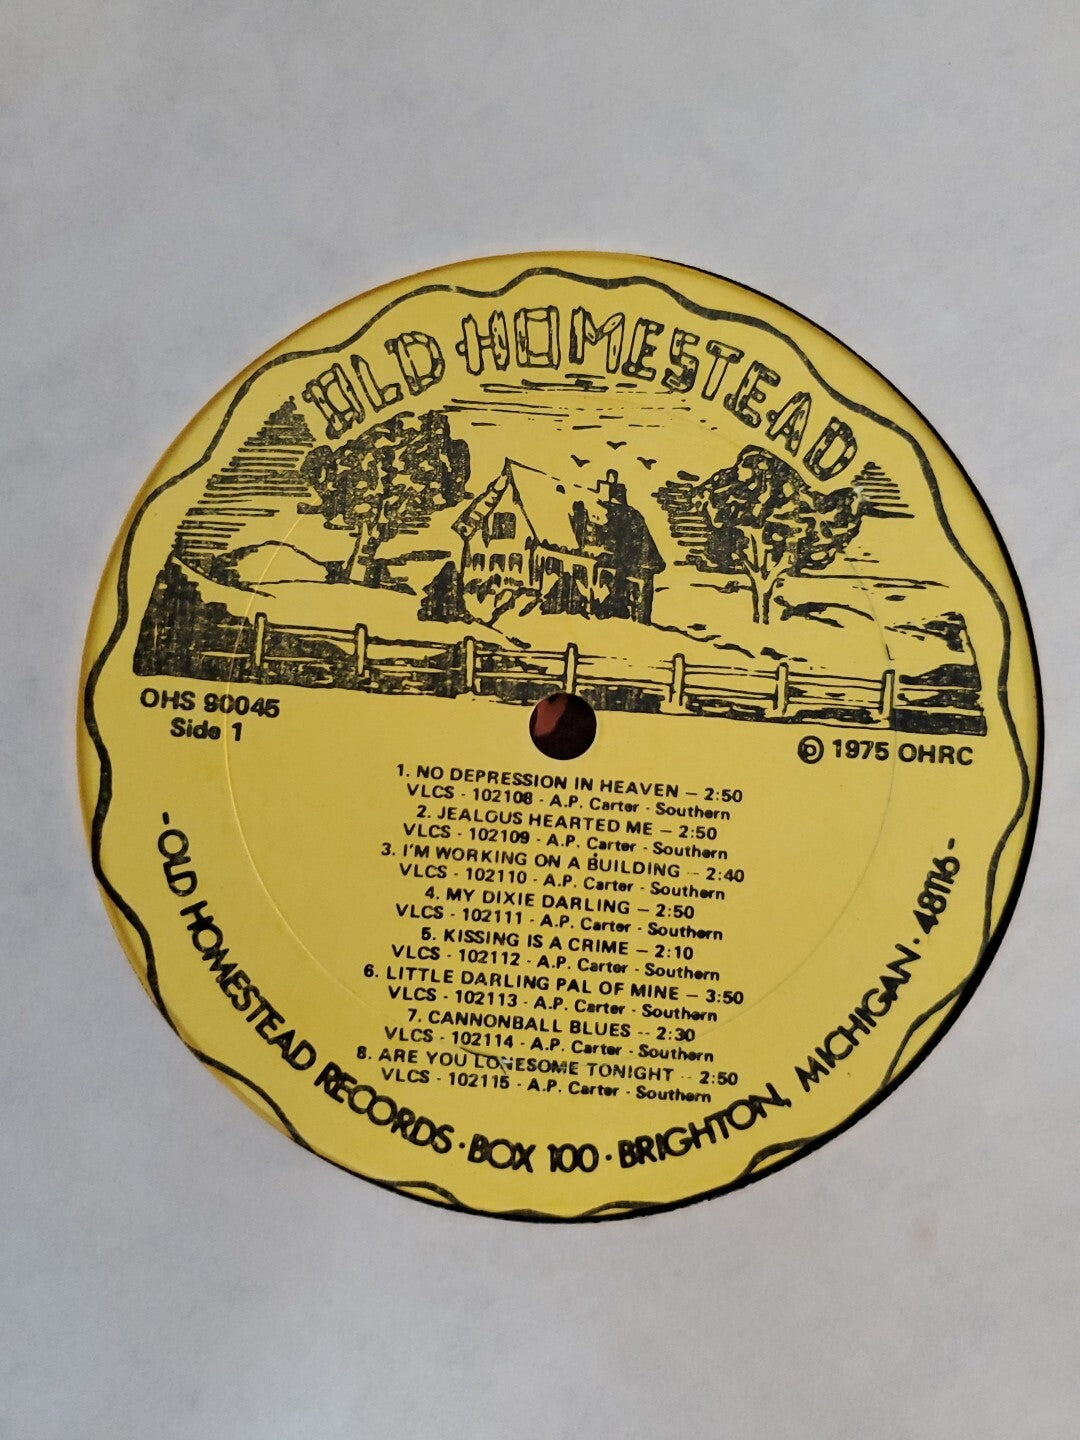 OLD HOMESTEAD
OHS 90045
Side 1
℗ 1975 OHRC
1. NO DEPRESSION IN HEAVEN – 2:50
VLCS - 102108 - A.P. Carter - Southern
2. JEALOUS HEARTED ME – 2:50
VLCS - 102109 - A.P. Carter - Southern
3. I'M WORKING ON A BUILDING -- 2:40
VLCS - 102110 - A.P. Carter - Southern
4. MY DIXIE DARLING – 2:50
VLCS - 102111 - A.P. Carter - Southern
5. KISSING IS A CRIME – 2:10
VLCS - 102112 - A.P. Carter - Southern
6. LITTLE DARLING PAL OF MINE – 3:50
VLCS - 102113 - A.P. Carter - Southern
7. CANNONBALL BLUES -- 2:30
VLCS - 102114 - A.P. Carter - Southern
8. ARE YOU LONESOME TONIGHT -- 2:50
VLCS - 102115 - A.P. Carter - Southern
-OLD HOMESTEAD RECORDS · BOX 100 · BRIGHTON, MICHIGAN · 48116-